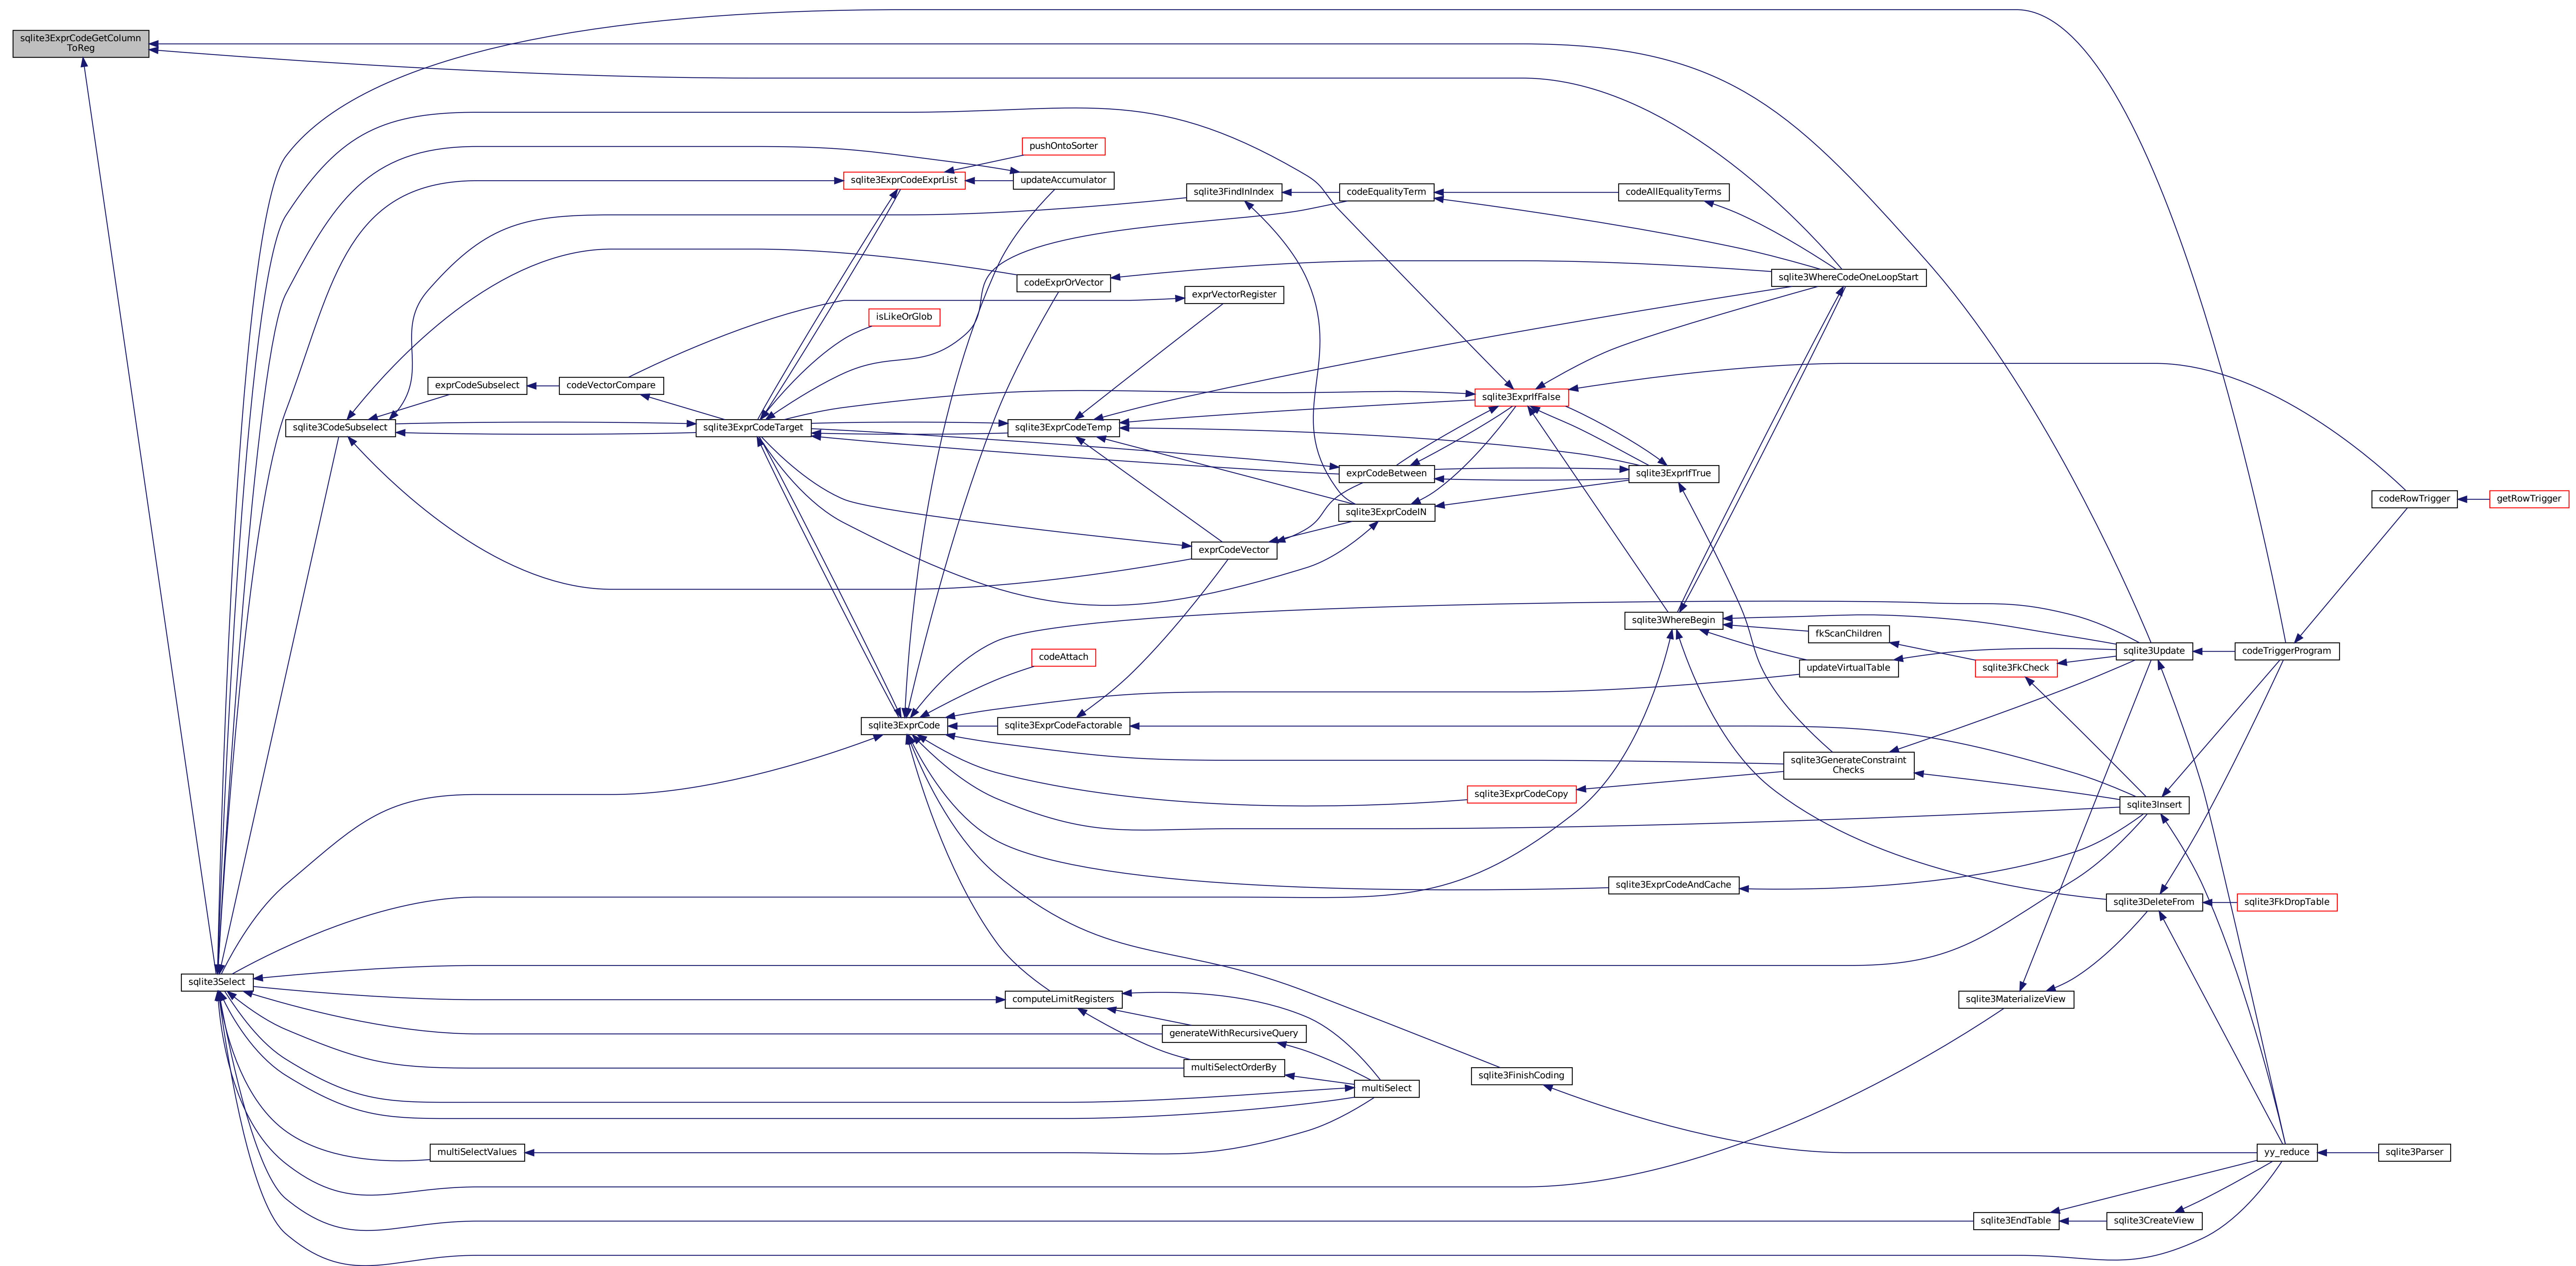 sqlite3ExprCodeGetColumn
ToReg
pushOntoSorter
sqlite3ExprCodeExprList
updateAccumulator
sqlite3FindInIndex
codeEqualityTerm
codeAllEqualityTerms
codeExprOrVector
sqlite3WhereCodeOneLoopStart
exprVectorRegister
isLikeOrGlob
exprCodeSubselect
codeVectorCompare
sqlite3ExprIfFalse
sqlite3CodeSubselect
sqlite3ExprCodeTarget
sqlite3ExprCodeTemp
exprCodeBetween
sqlite3ExprIfTrue
codeRowTrigger
getRowTrigger
sqlite3ExprCodeIN
exprCodeVector
sqlite3WhereBegin
fkScanChildren
sqlite3Update
codeTriggerProgram
codeAttach
updateVirtualTable
sqlite3FkCheck
sqlite3ExprCode
sqlite3ExprCodeFactorable
sqlite3GenerateConstraint
Checks
sqlite3ExprCodeCopy
sqlite3Insert
sqlite3ExprCodeAndCache
sqlite3DeleteFrom
sqlite3FkDropTable
sqlite3Select
computeLimitRegisters
sqlite3MaterializeView
generateWithRecursiveQuery
multiSelectOrderBy
sqlite3FinishCoding
multiSelect
multiSelectValues
yy_reduce
sqlite3Parser
sqlite3EndTable
sqlite3CreateView